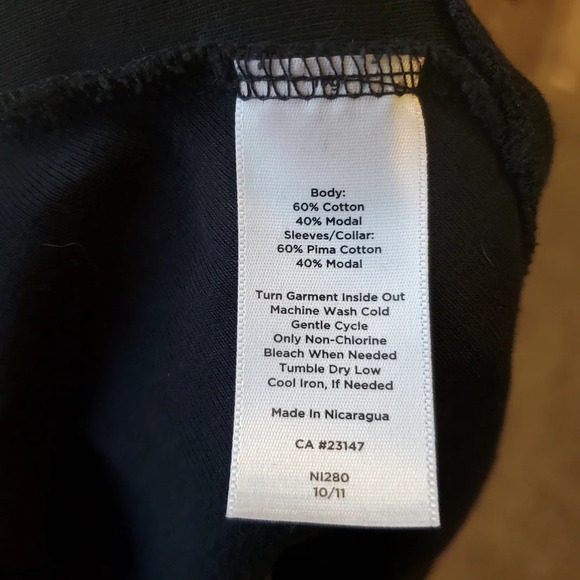 Body:
60% Cotton
40% Modal
Sleeves/Collar:
60% Pima Cotton
40% Modal
Turn Garment Inside Out
Machine Wash Cold
Gentle Cycle
Only Non-Chlorine
Bleach When Needed
Tumble Dry Low
Cool Iron, If Needed
Made In Nicaragua
CA #23147
NI280
10/11